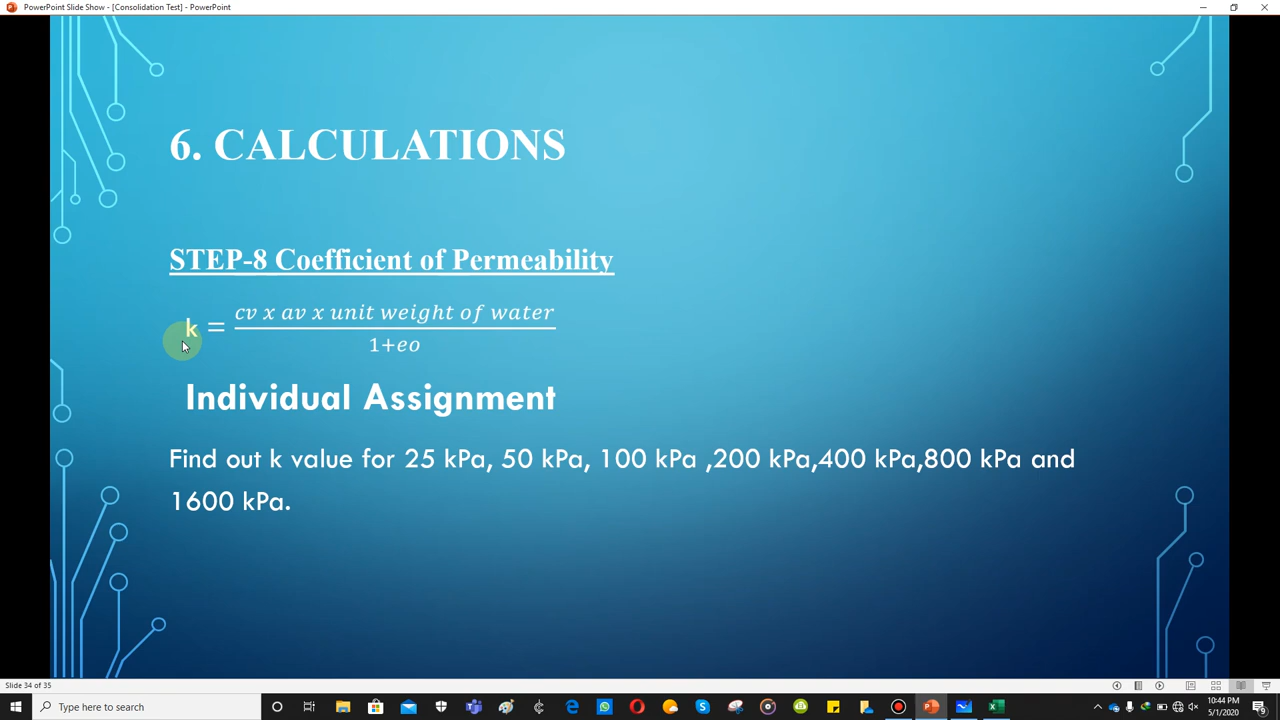 PowerPoint Slide Show - [Consolidation Test] - PowerPoint
6. CALCULATIONS
STEP-8 Coefficient of Permeability
k = cv x av x unit weight of water
1+eo
Individual Assignment
Find out k value for 25 kPa, 50 kPa, 100 kPa ,200 kPa,400 kPa,800 kPa and
1600 kPa.
Slide 34 of 35
Type here to search
10:44 PM
5/1/2020